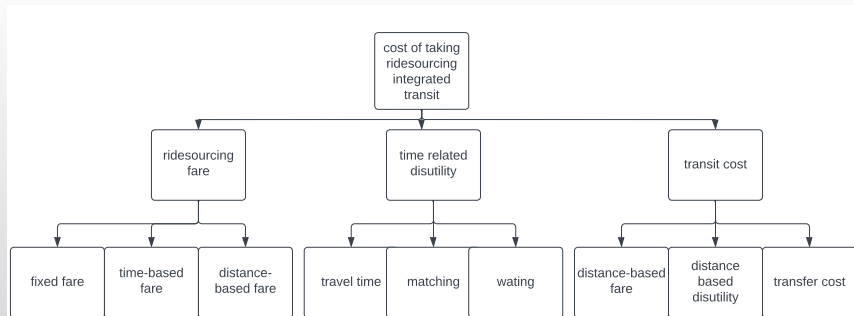 cost of taking
ridesourcing
integrated
transit
ridesourcing
fare
time related
disutility
transit cost
fixed fare
time-based
fare
distance-
based fare
travel time
matching
wating
distance-based
fare
distance
based
disutility
transfer cost